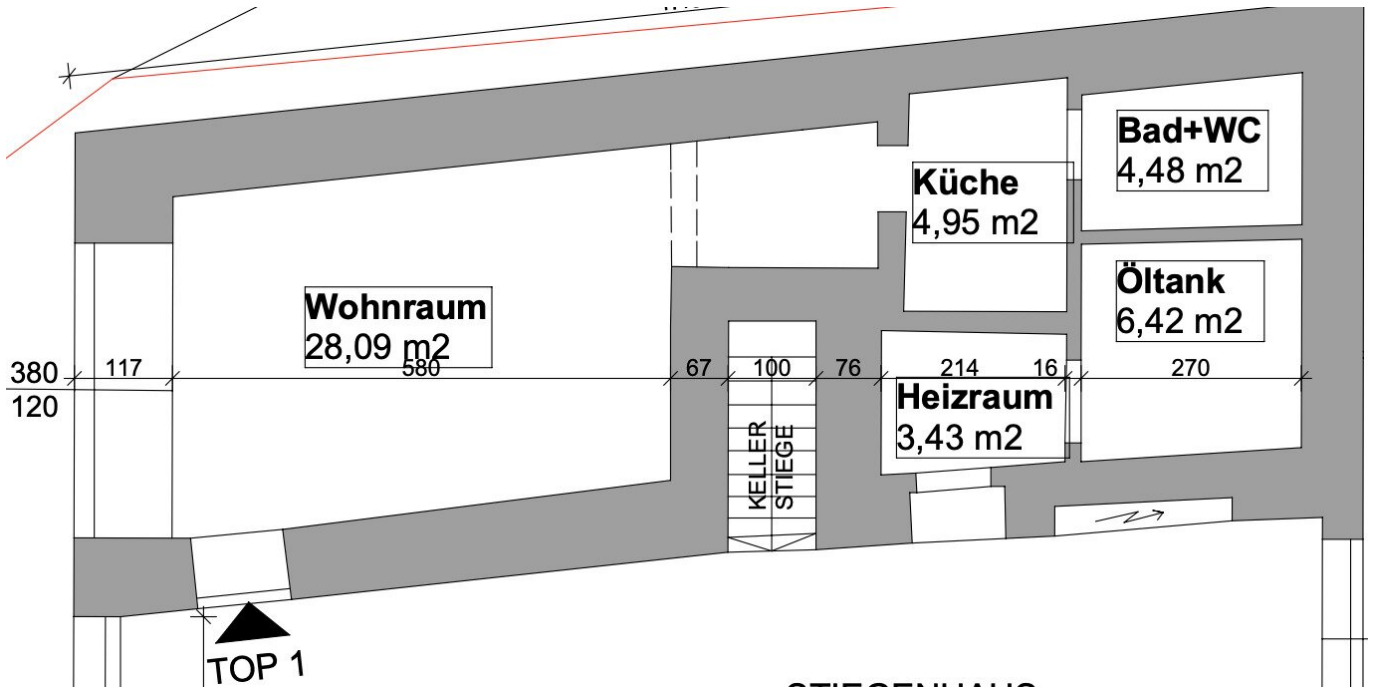 Bad+WC
4,48 m2
Küche
4,95 m2
Öltank
6,42 m2
Wohnraum
28,09 m2
380
120
117
580
67
100
76
214
16
270
Heizraum
3,43 m2
KELLER
STIEGE
TOP 1
STIEGENHAUS